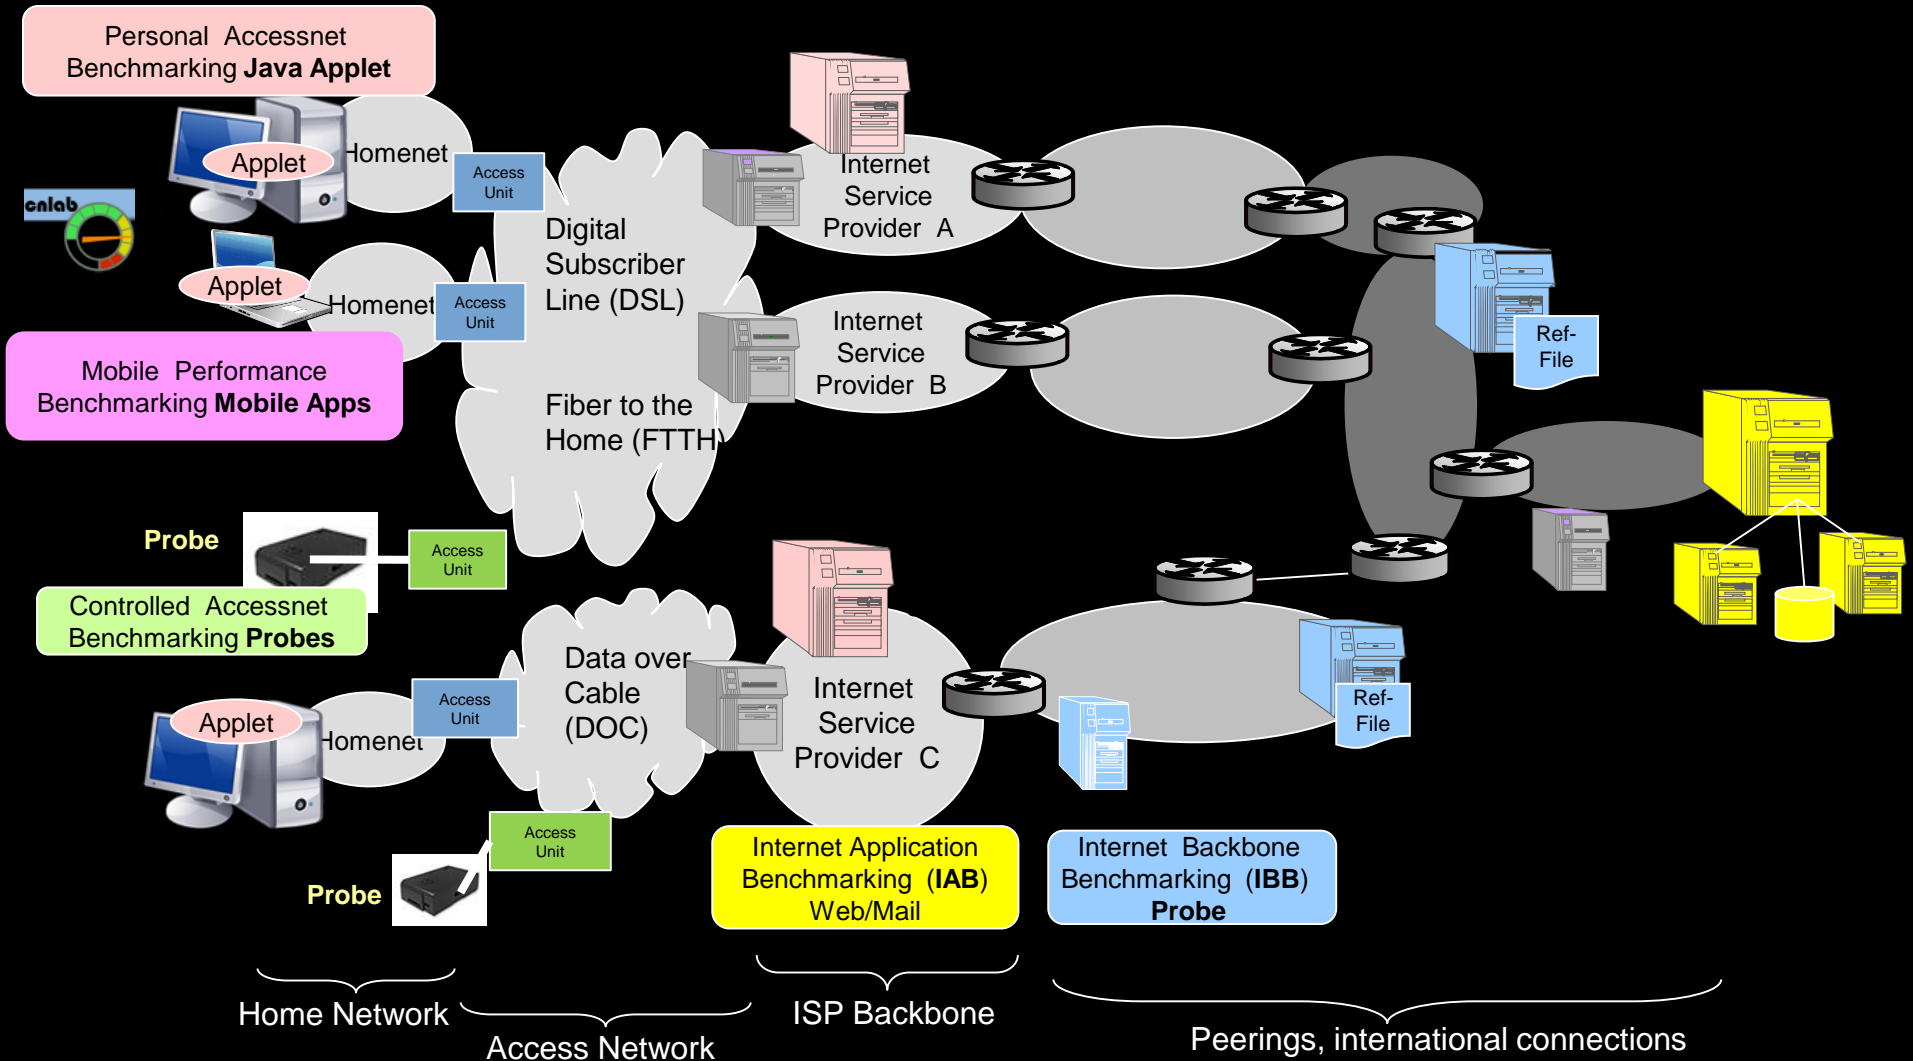 Personal Accessnet
Benchmarking Java Applet
Applet
Homenet
Access
Unit
cnlab
Applet
Homenet
Access
Unit
Mobile Performance
Benchmarking Mobile Apps
Digital
Subscriber
Line (DSL)
Fiber to the
Home (FTTH)
Internet
Service
Provider A
Internet
Service
Provider B
Ref-
File
Probe
Access
Unit
Controlled Accessnet
Benchmarking Probes
Applet
Homenet
Access
Unit
Data over
Cable
(DOC)
Internet
Service
Provider C
Ref-
File
Access
Unit
Probe
Internet Application
Benchmarking (IAB)
Web/Mail
Internet Backbone
Benchmarking (IBB)
Probe
Home Network
Access Network
ISP Backbone
Peerings, international connections